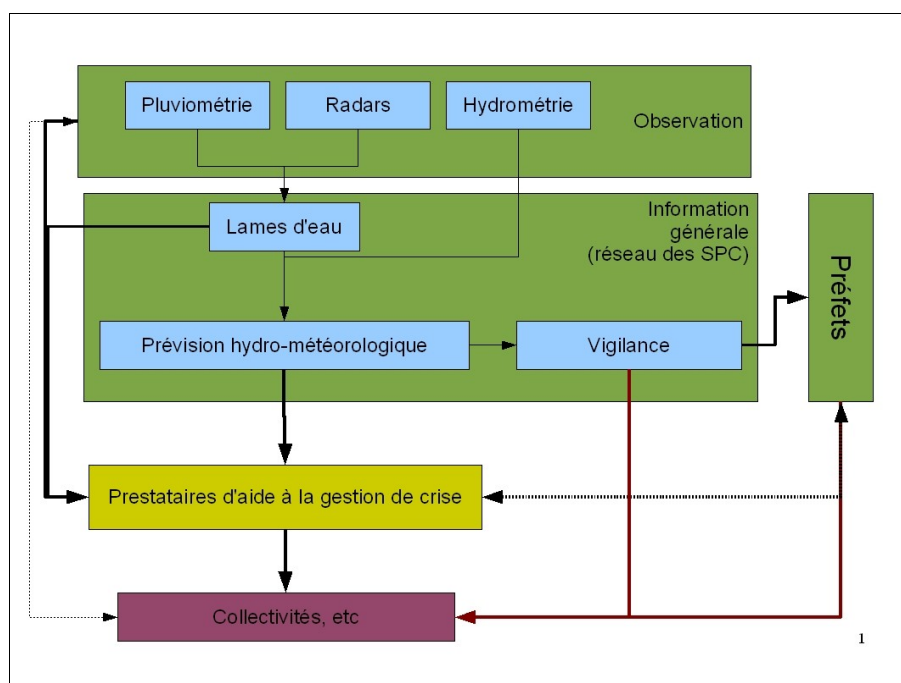 Pluviométrie
Radars
Hydrométrie
Observation
Lames d'eau
Information
générale
(réseau des SPC)
Préfets
Prévision hydro-météorologique
Vigilance
Prestataires d'aide à la gestion de crise
Collectivités, etc
1